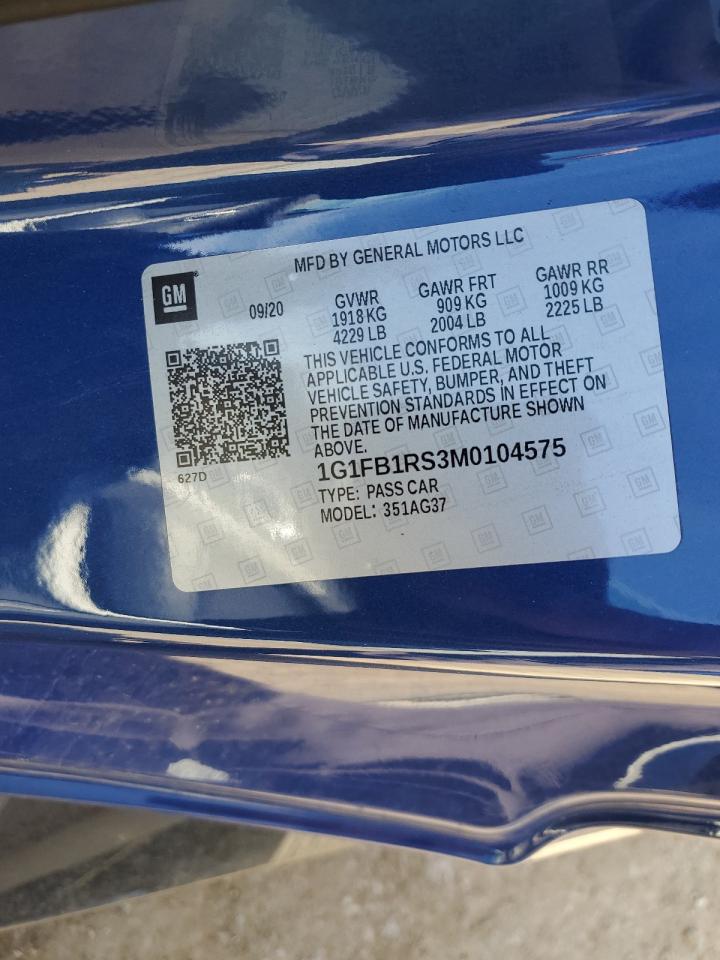 MFD BY GENERAL MOTORS LLC
GM
09/20
GVWR
1918 KG
4229 LB
GAWR FRT
909 KG
2004 LB
GAWR RR
1009 KG
2225 LB
THIS VEHICLE CONFORMS TO ALL
APPLICABLE U.S. FEDERAL MOTOR
VEHICLE SAFETY, BUMPER, AND THEFT
PREVENTION STANDARDS IN EFFECT ON
THE DATE OF MANUFACTURE SHOWN
ABOVE.
627D
1G1FB1RS3M0104575
TYPE: PASS CAR
MODEL: 351AG37